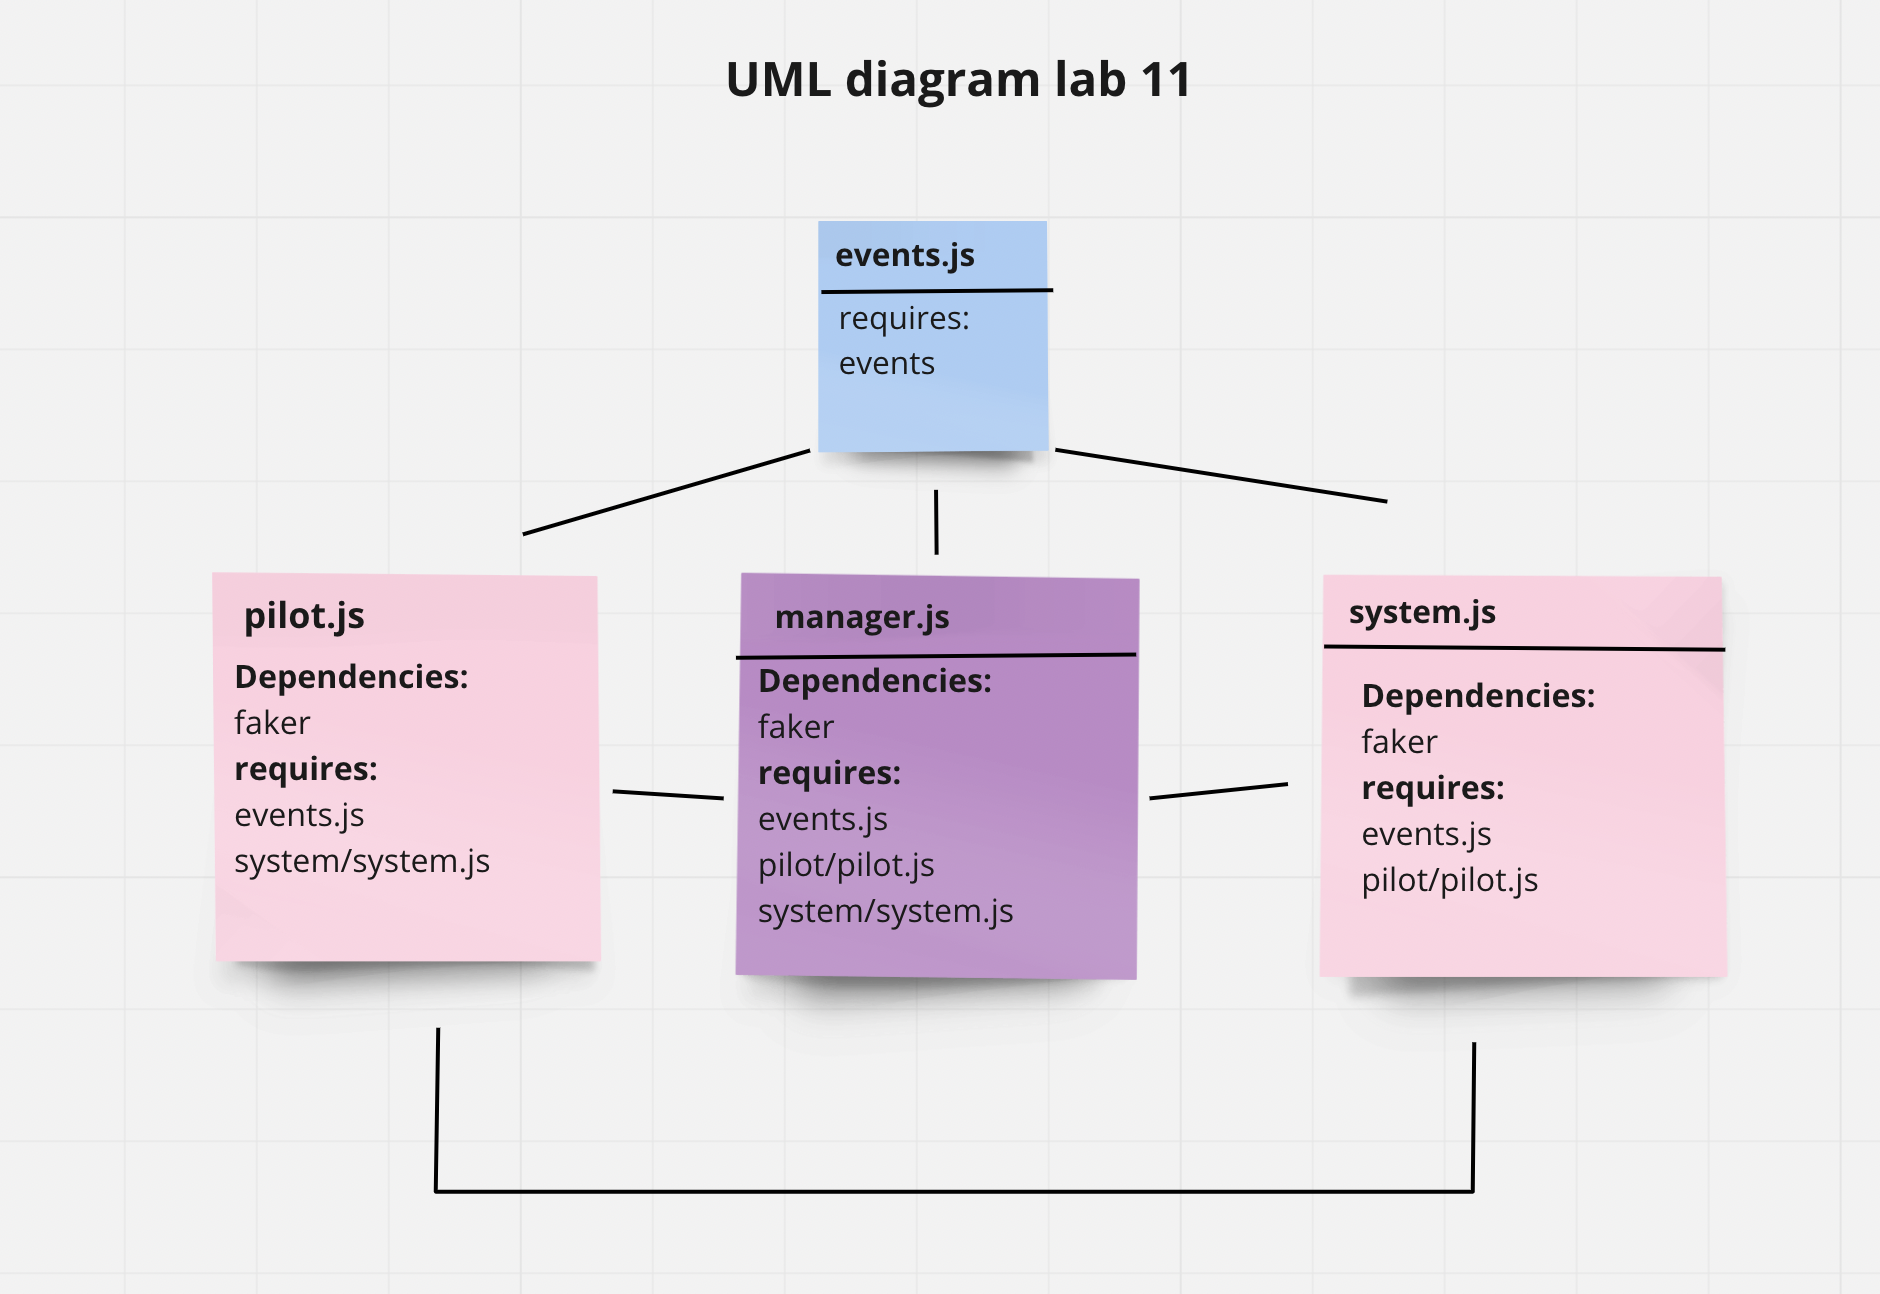 UML diagram lab 11
events.js
requires:
events
pilot.js
Dependencies:
faker
requires:
events.js
system/system.js
manager.js
Dependencies:
faker
requires:
events.js
pilot/pilot.js
system/system.js
system.js
Dependencies:
faker
requires:
events.js
pilot/pilot.js